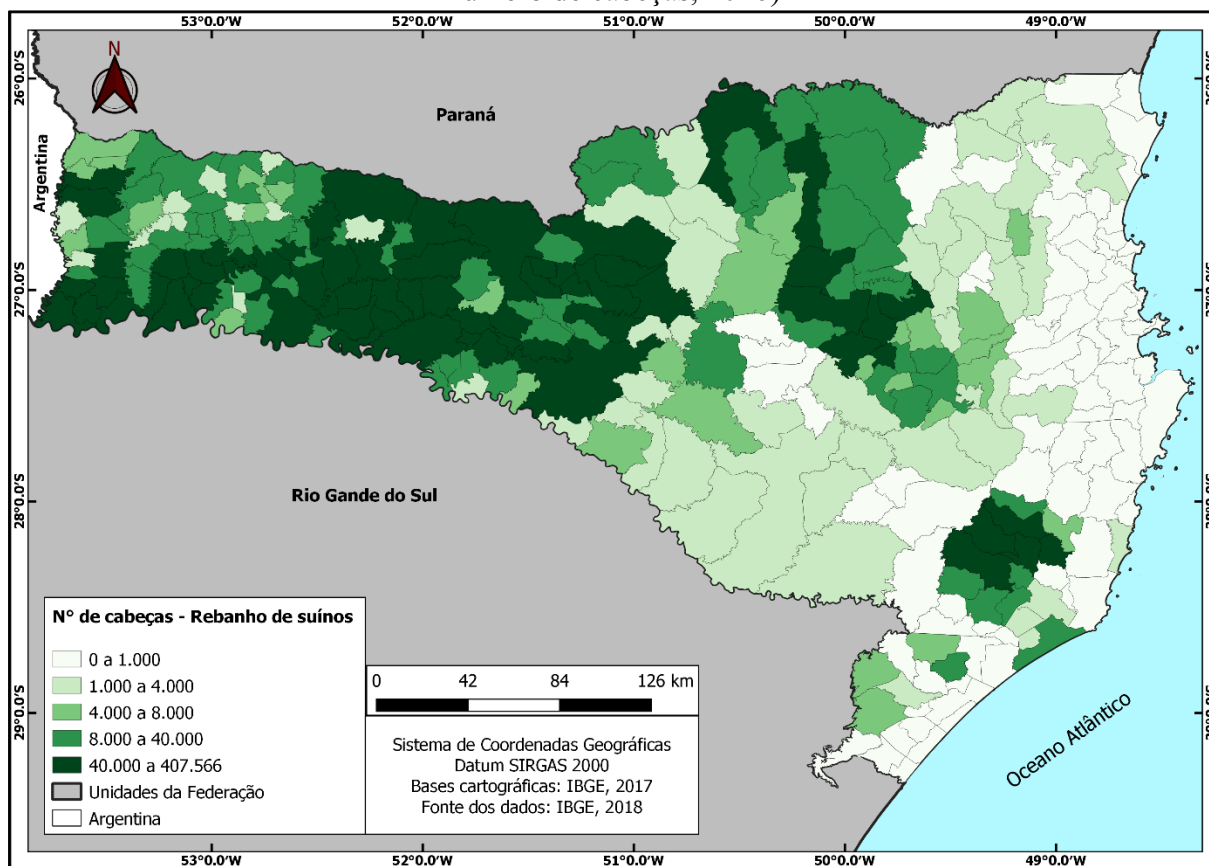 53°0.0'W 52°0.0'W 51°0.0'W 50°0.0'W 49°0.0'W
N
26°0.0'S
27°0.0'S
28°0.0'S
29°0.0'S
Paraná
Argentina
Rio Gande do Sul
Oceano Atlântico
N° de cabeças - Rebanho de suínos
0 a 1.000
1.000 a 4.000
4.000 a 8.000
8.000 a 40.000
40.000 a 407.566
Unidades da Federação
Argentina
0 42 84 126 km
Sistema de Coordenadas Geográficas
Datum SIRGAS 2000
Bases cartográficas: IBGE, 2017
Fonte dos dados: IBGE, 2018
53°0.0'W 52°0.0'W 51°0.0'W 50°0.0'W 49°0.0'W